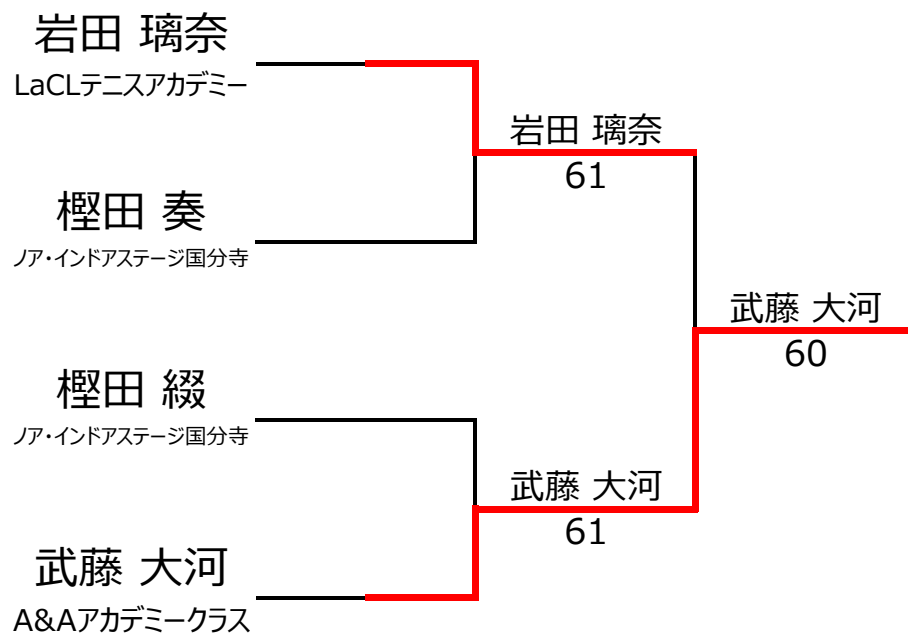 岩田 璃奈
LaCLテニスアカデミー
岩田 璃奈
61
樫田 奏
ノア・インドアステージ国分寺
武藤 大河
60
樫田 綴
ノア・インドアステージ国分寺
武藤 大河
61
武藤 大河
A&Aアカデミークラス